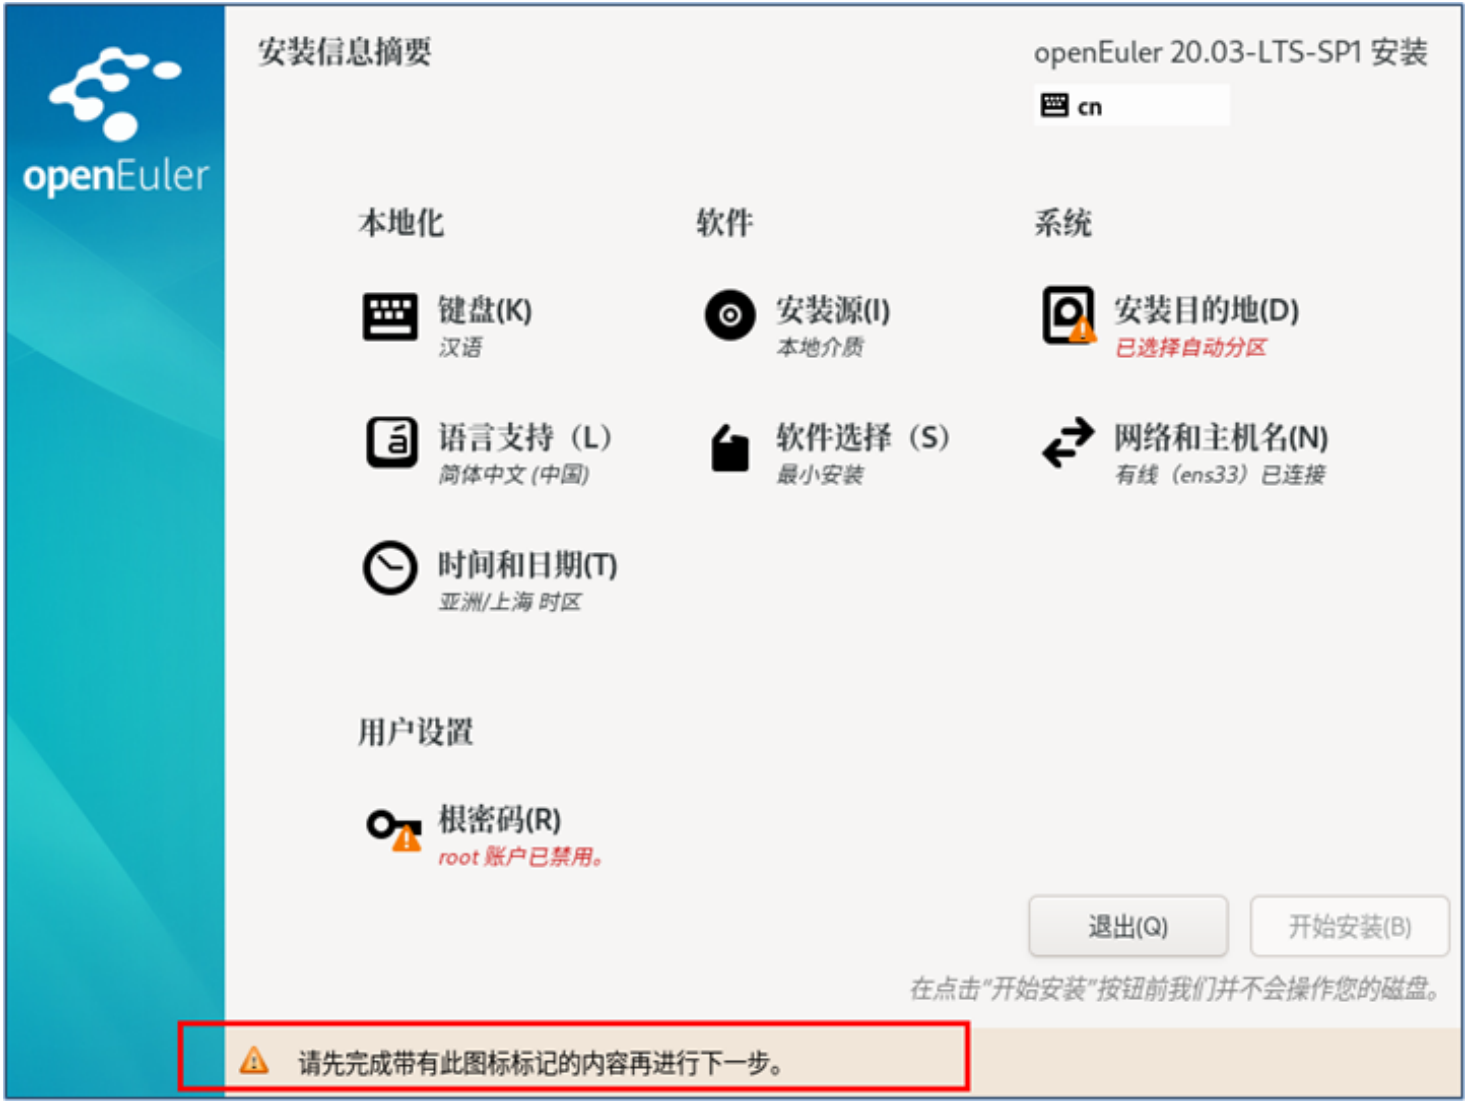 openEuler
安装信息摘要
openEuler 20.03-LTS-SP1 安装
cn
本地化
软件
系统
键盘(K)
汉语
安装源(I)
本地介质
安装目的地(D)
已选择自动分区
语言支持（L）
简体中文 (中国)
软件选择（S）
最小安装
网络和主机名(N)
有线（ens33）已连接
时间和日期(T)
亚洲/上海 时区
用户设置
根密码(R)
root 账户已禁用。
退出(Q)
开始安装(B)
在点击“开始安装”按钮前我们并不会操作您的磁盘。
请先完成带有此图标标记的内容再进行下一步。